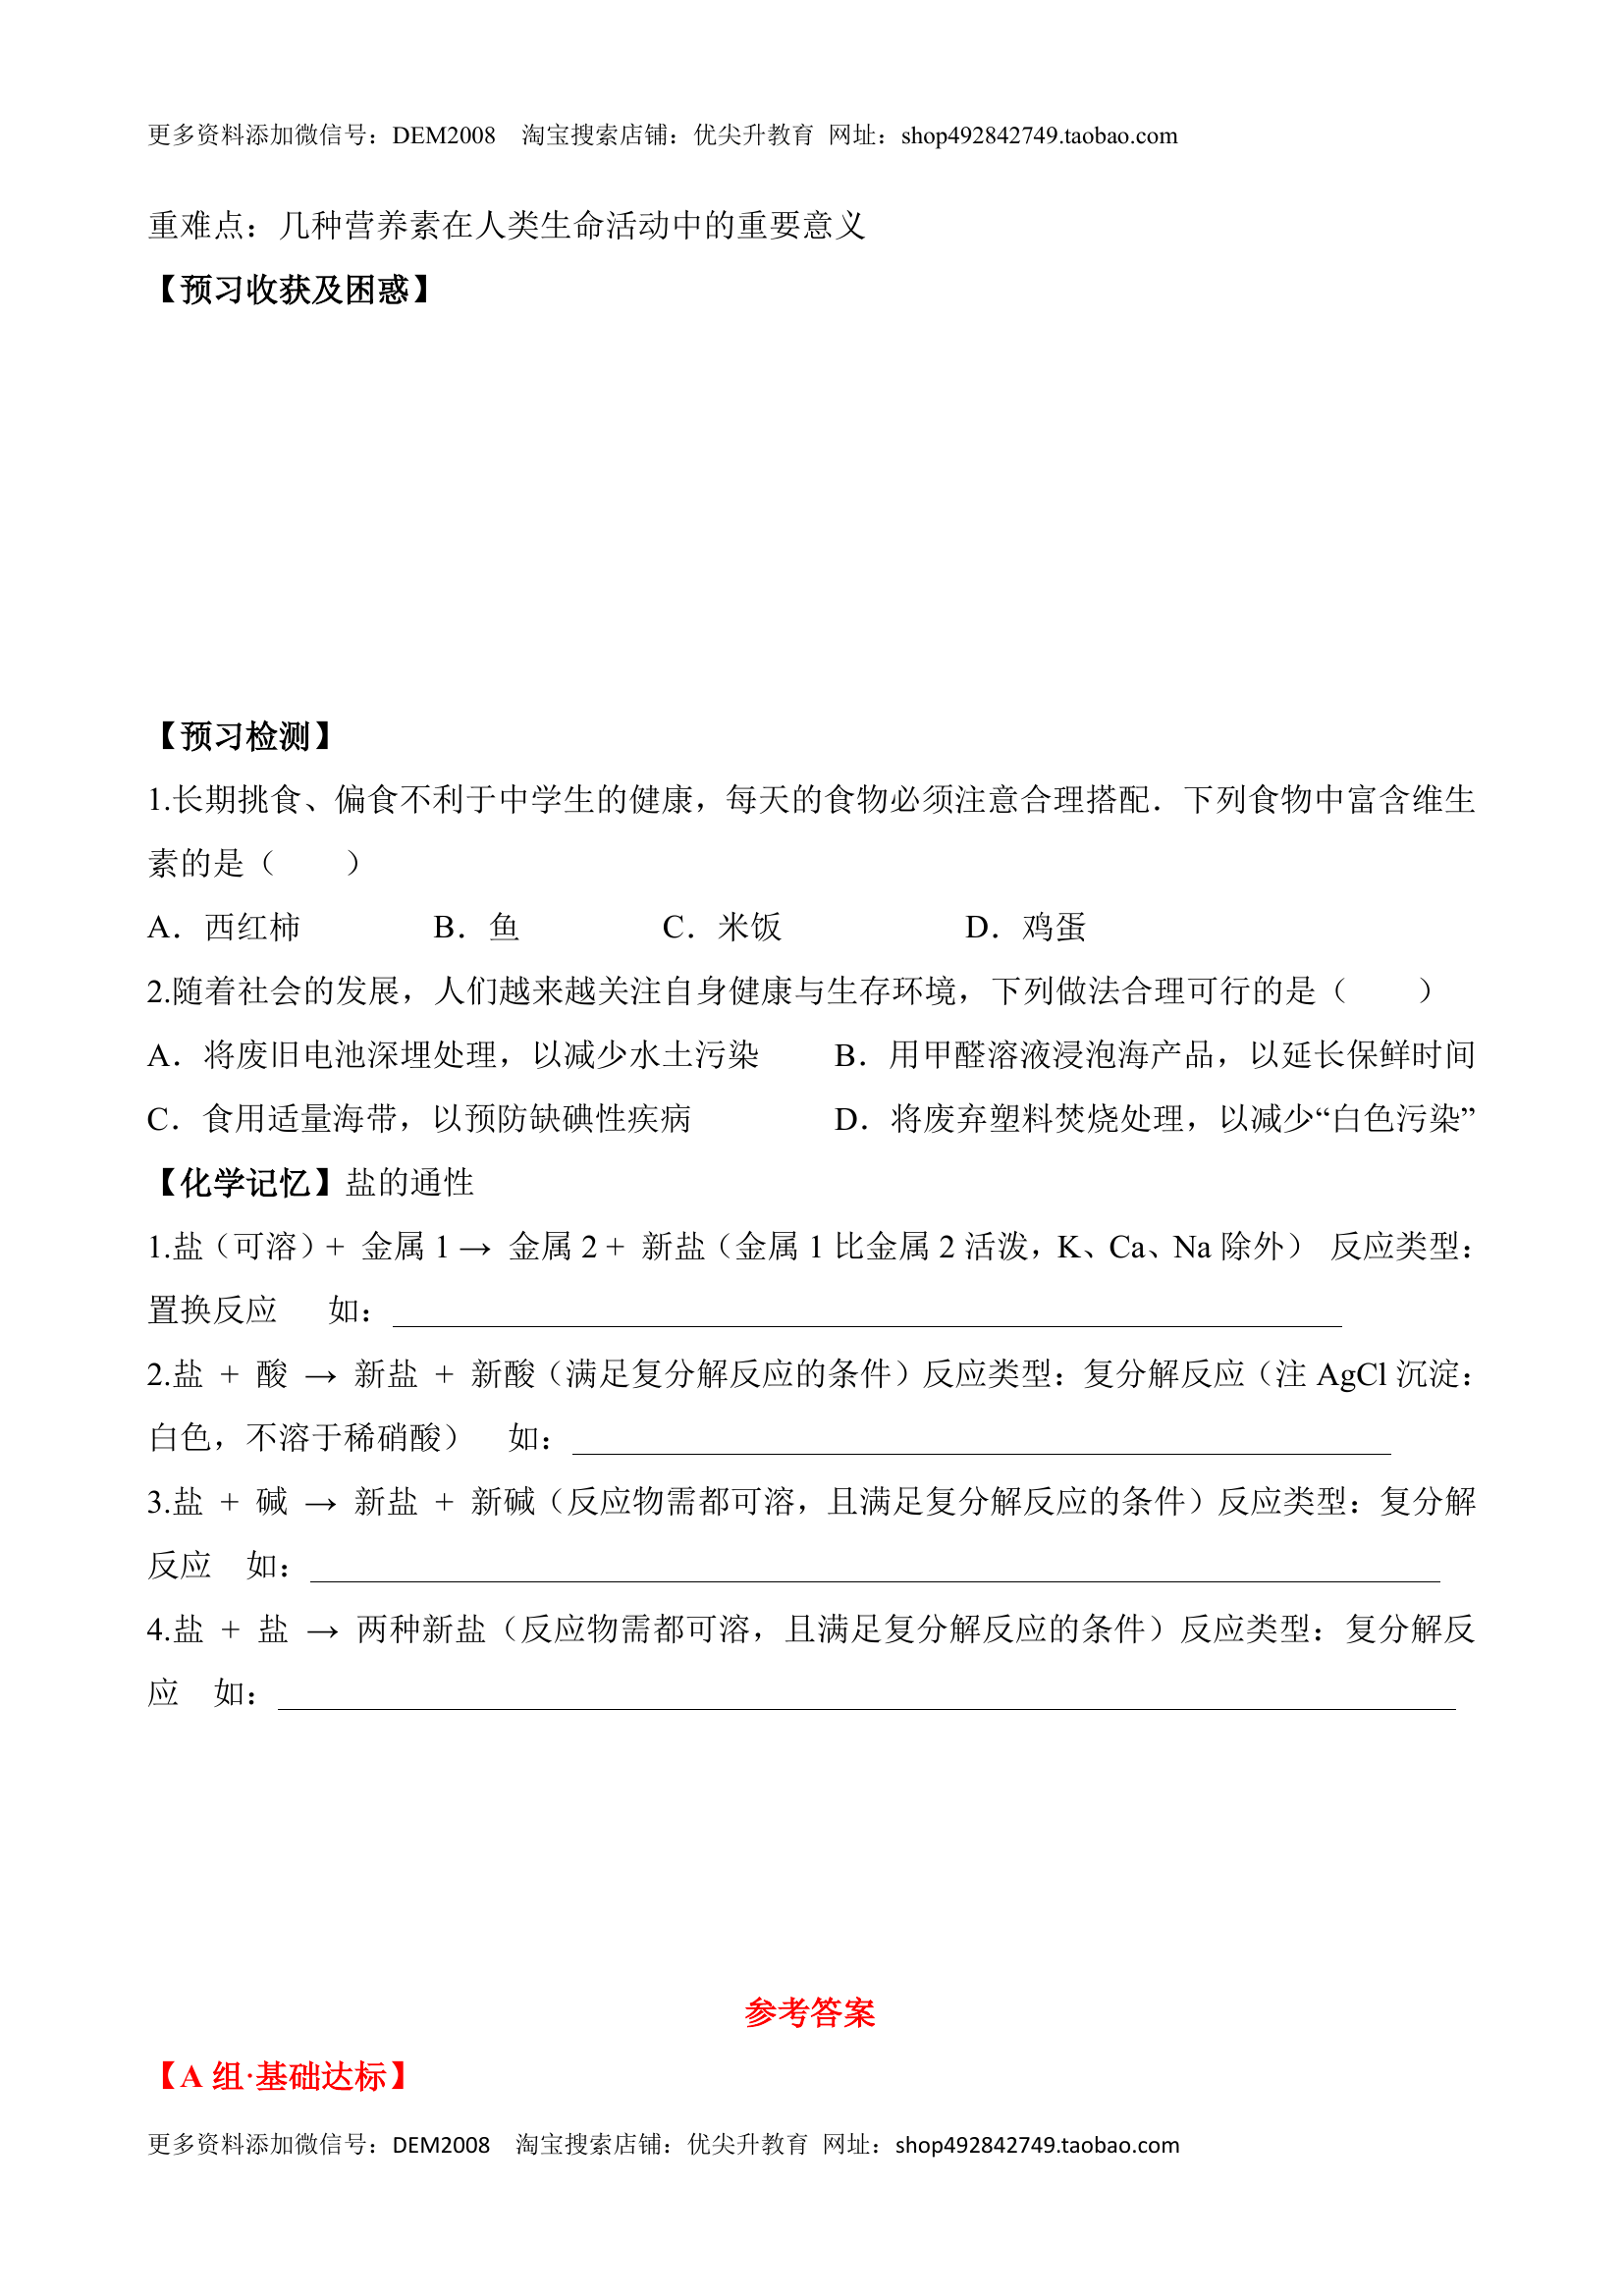 更多资料添加微信号：DEM2008    淘宝搜索店铺：优尖升教育  网址：shop492842749.taobao.com
重难点：几种营养素在人类生命活动中的重要意义
【预习收获及困惑】
【预习检测】
1.长期挑食、偏食不利于中学生的健康，每天的食物必须注意合理搭配．下列食物中富含维生
素的是（　　）
A．西红柿　　B．鱼　　C．米饭　　D．鸡蛋
2.随着社会的发展，人们越来越关注自身健康与生存环境，下列做法合理可行的是（　　）
A．将废旧电池深埋处理，以减少水土污染　　B．用甲醛溶液浸泡海产品，以延长保鲜时间
C．食用适量海带，以预防缺碘性疾病　　D．将废弃塑料焚烧处理，以减少“白色污染”
【化学记忆】盐的通性
1.盐（可溶）+ 金属 1 → 金属 2 + 新盐（金属 1 比金属 2 活泼，K、Ca、Na 除外） 反应类型：
置换反应　如：
2.盐 + 酸 → 新盐 + 新酸（满足复分解反应的条件）反应类型：复分解反应（注 AgCl 沉淀：
白色，不溶于稀硝酸）　如：
3.盐 + 碱 → 新盐 + 新碱（反应物需都可溶，且满足复分解反应的条件）反应类型：复分解
反应　如：
4.盐 + 盐 → 两种新盐（反应物需都可溶，且满足复分解反应的条件）反应类型：复分解反
应　如：
参考答案
【A 组·基础达标】
更多资料添加微信号：DEM2008    淘宝搜索店铺：优尖升教育  网址：shop492842749.taobao.com